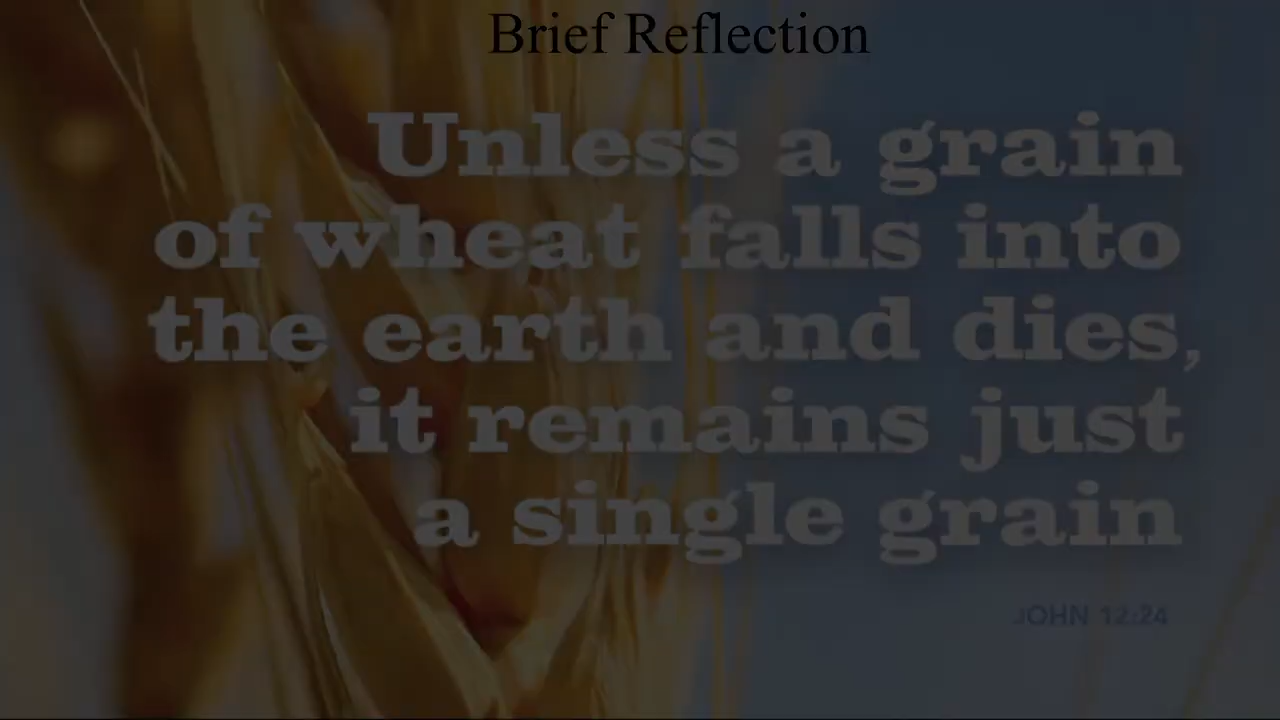 Brief Reflection
Unless a grain
of wheat falls into
the earth and dies,
it remains just
a single grain
JOHN 12:24